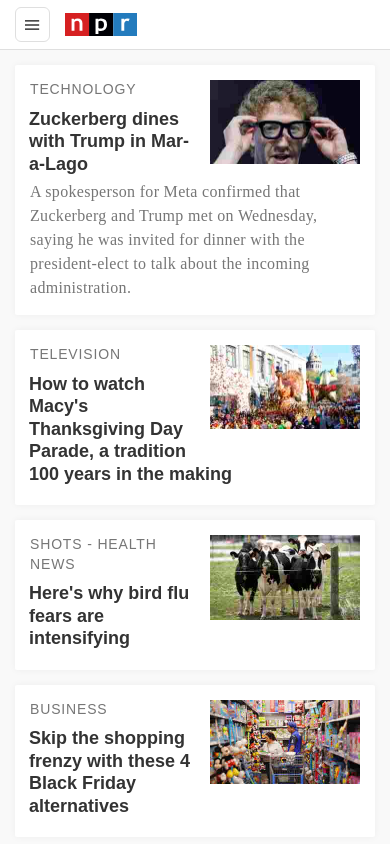 npr
TECHNOLOGY
Zuckerberg dines
with Trump in Mar-
a-Lago
A spokesperson for Meta confirmed that
Zuckerberg and Trump met on Wednesday,
saying he was invited for dinner with the
president-elect to talk about the incoming
administration.
TELEVISION
How to watch
Macy's
Thanksgiving Day
Parade, a tradition
100 years in the making
SHOTS - HEALTH
NEWS
Here's why bird flu
fears are
intensifying
BUSINESS
Skip the shopping
frenzy with these 4
Black Friday
alternatives